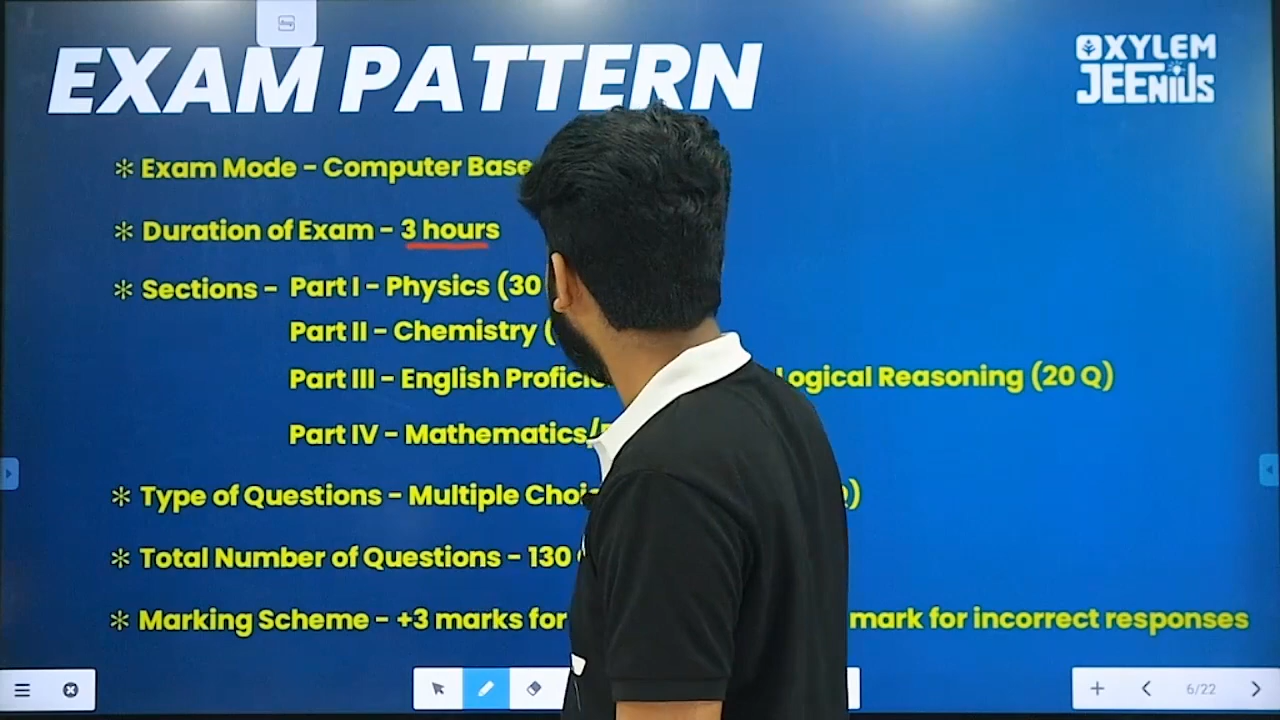 EXAM PATTERN
OXYLEM
JEEnius
* Exam Mode - Computer Base
* Duration of Exam - 3 hours
* Sections - Part I - Physics (30
Part II - Chemistry (
Part III - English Logical Reasoning (20 Q)
Part IV - Mathematics/
* Type of Questions - Multiple )
* Total Number of Questions - 130
* Marking Scheme - +3 marks for mark for incorrect responses
6/22